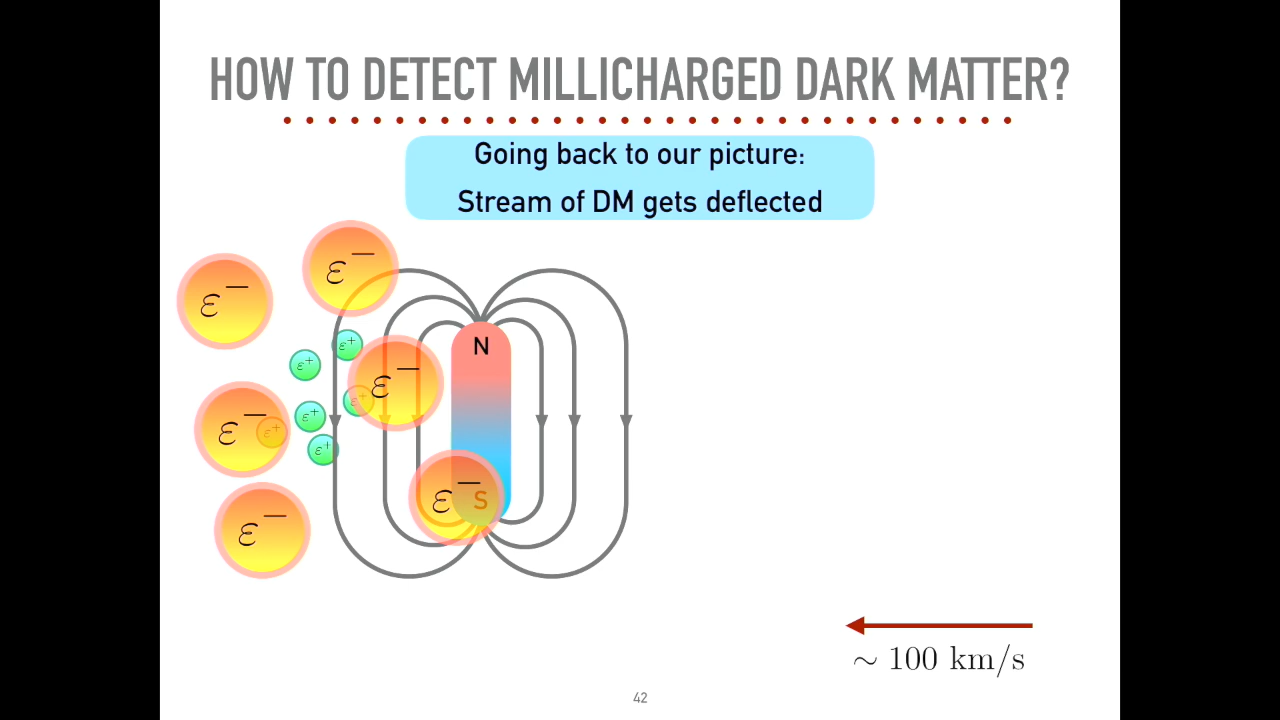 HOW TO DETECT MILLICHARGED DARK MATTER?
Going back to our picture:
Stream of DM gets deflected
ε⁻
ε⁻
ε⁺
ε⁺
N
ε⁻
ε⁺
ε⁺
ε⁻
ε⁺
ε⁺
ε⁻
S
ε⁻
~ 100 km/s
42